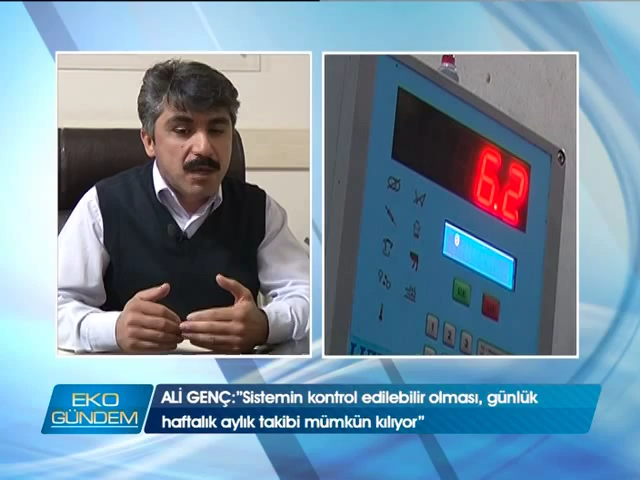 6.2
EKO
GÜNDEM
ALİ GENÇ:”Sistemin kontrol edilebilir olması, günlük
haftalık aylık takibi mümkün kılıyor”